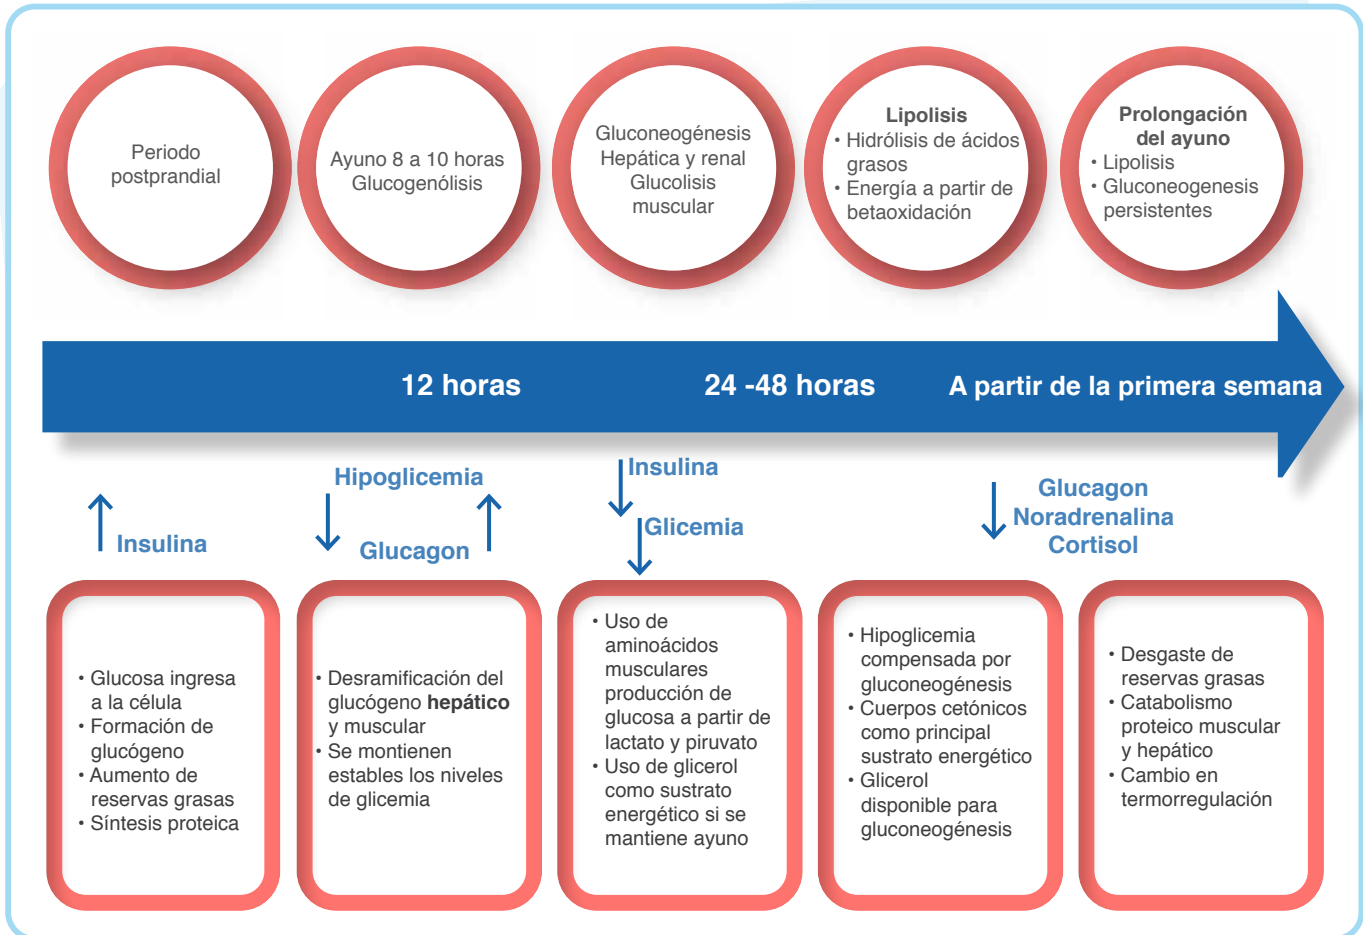 Periodo
postprandial
Ayuno 8 a 10 horas
Glucogenólisis
Gluconeogénesis
Hepática y renal
Glucolisis
muscular
Lipolisis
• Hidrólisis de ácidos
grasos
• Energía a partir de
betaoxidación
Prolongación
del ayuno
• Lipolisis
• Gluconeogenesis
persistentes
12 horas
24 -48 horas
A partir de la primera semana
Insulina
Hipoglicemia
Glucagon
Insulina
Glicemia
Glucagon
Noradrenalina
Cortisol
• Glucosa ingresa
a la célula
• Formación de
glucógeno
• Aumento de
reservas grasas
• Síntesis proteica
• Desramificación del
glucógeno hepático
y muscular
• Se montienen
estables los niveles
de glicemia
• Uso de
aminoácidos
musculares
producción de
glucosa a partir de
lactato y piruvato
• Uso de glicerol
como sustrato
energético si se
mantiene ayuno
• Hipoglicemia
compensada por
gluconeogénesis
• Cuerpos cetónicos
como principal
sustrato energético
• Glicerol
disponible para
gluconeogénesis
• Desgaste de
reservas grasas
• Catabolismo
proteico muscular
y hepático
• Cambio en
termorregulación